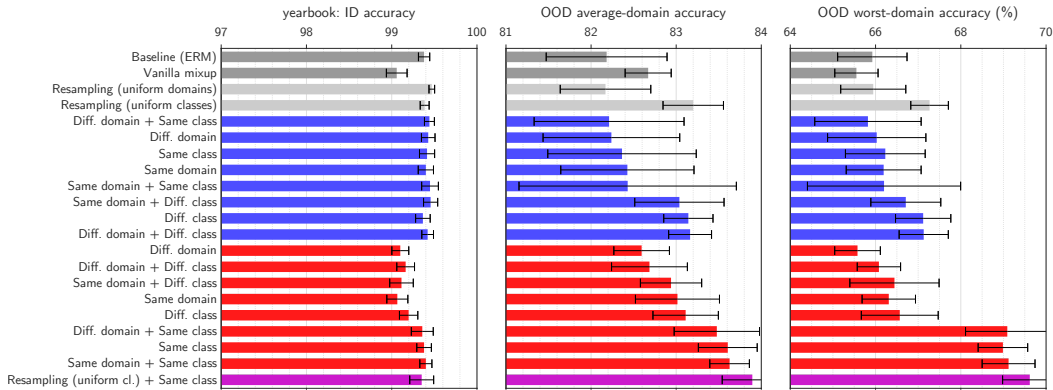 yearbook: ID accuracy
OOD average-domain accuracy
OOD worst-domain accuracy (%)
97 98 99 100
81 82 83 84
64 66 68 70
Baseline (ERM)
Vanilla mixup
Resampling (uniform domains)
Resampling (uniform classes)
Diff. domain + Same class
Diff. domain
Same class
Same domain
Same domain + Same class
Same domain + Diff. class
Diff. class
Diff. domain + Diff. class
Diff. domain
Diff. domain + Diff. class
Same domain + Diff. class
Same domain
Diff. class
Diff. domain + Same class
Same class
Same domain + Same class
Resampling (uniform cl.) + Same class